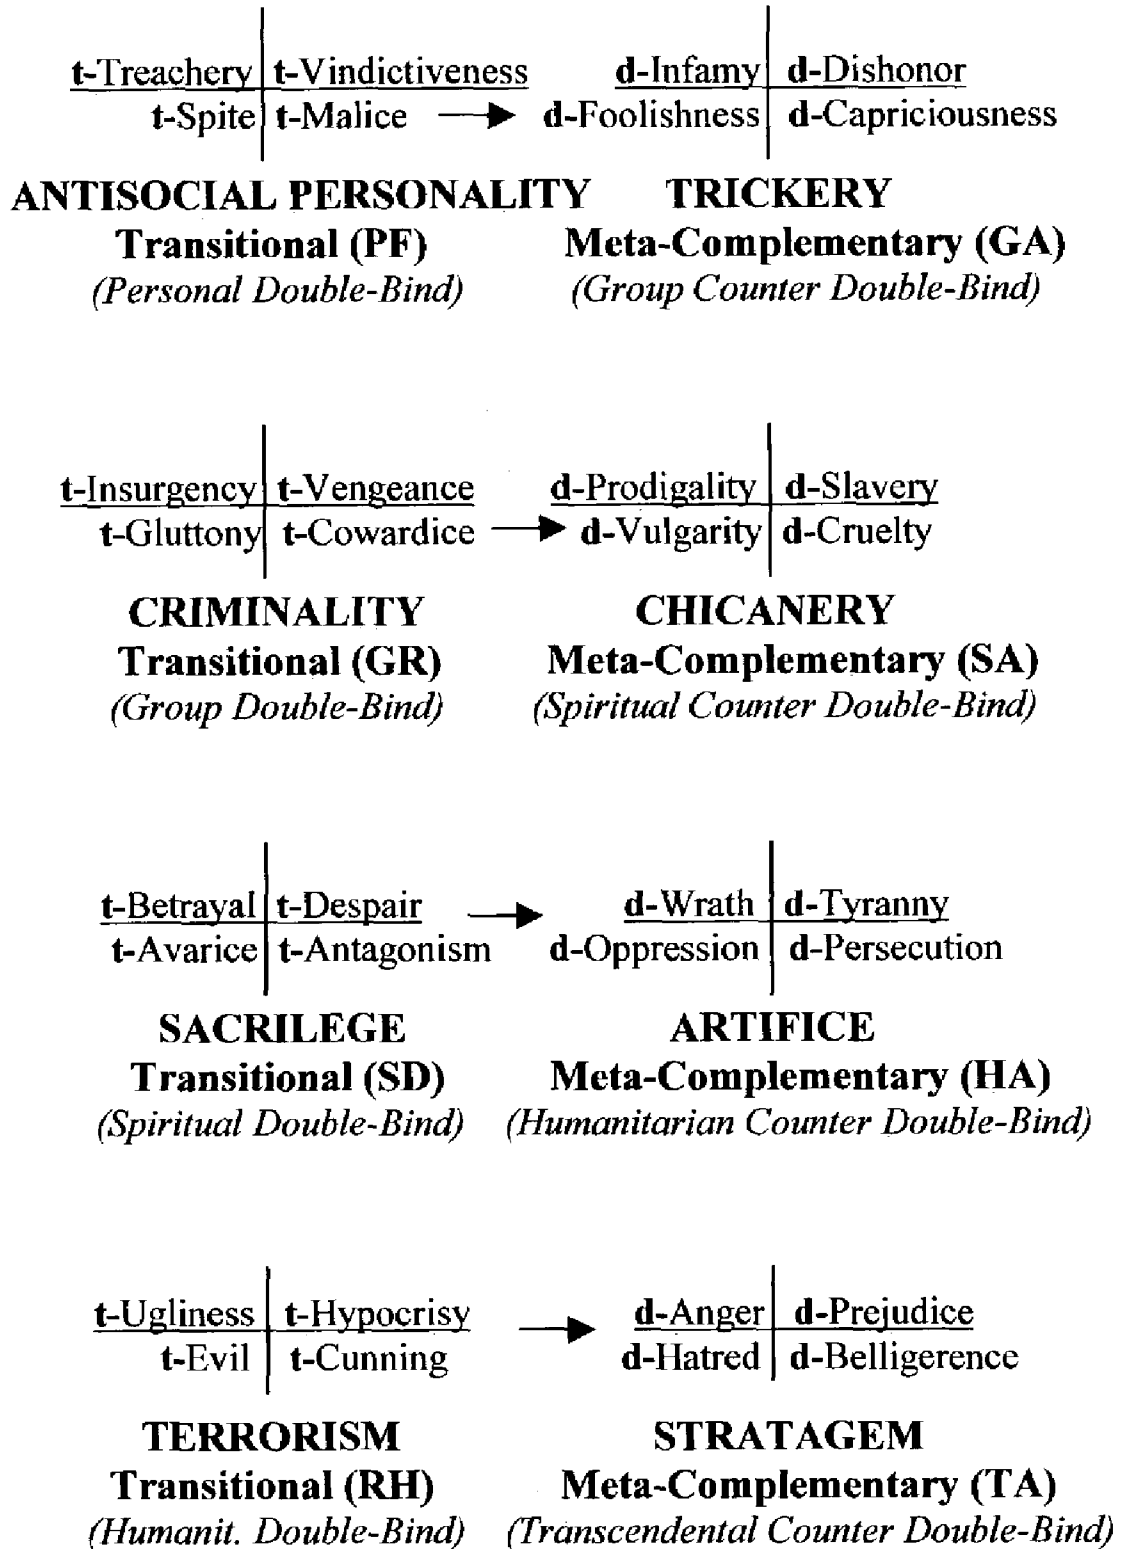 t-Treachery t-Vindictiveness d-Infamy d-Dishonor
t-Spite t-Malice d-Foolishness d-Capriciousness
ANTISOCIAL PERSONALITY TRICKERY
Transitional (PF) Meta-Complementary (GA)
(Personal Double-Bind) (Group Counter Double-Bind)
t-Insurgency t-Vengeance d-Prodigality d-Slavery
t-Gluttony t-Cowardice d-Vulgarity d-Cruelty
CRIMINALITY CHICANERY
Transitional (GR) Meta-Complementary (SA)
(Group Double-Bind) (Spiritual Counter Double-Bind)
t-Betrayal t-Despair d-Wrath d-Tyranny
t-Avarice t-Antagonism d-Oppression d-Persecution
SACRILEGE ARTIFICE
Transitional (SD) Meta-Complementary (HA)
(Spiritual Double-Bind) (Humanitarian Counter Double-Bind)
t-Ugliness t-Hypocrisy d-Anger d-Prejudice
t-Evil t-Cunning d-Hatred d-Belligerence
TERRORISM STRATAGEM
Transitional (RH) Meta-Complementary (TA)
(Humanit. Double-Bind) (Transcendental Counter Double-Bind)